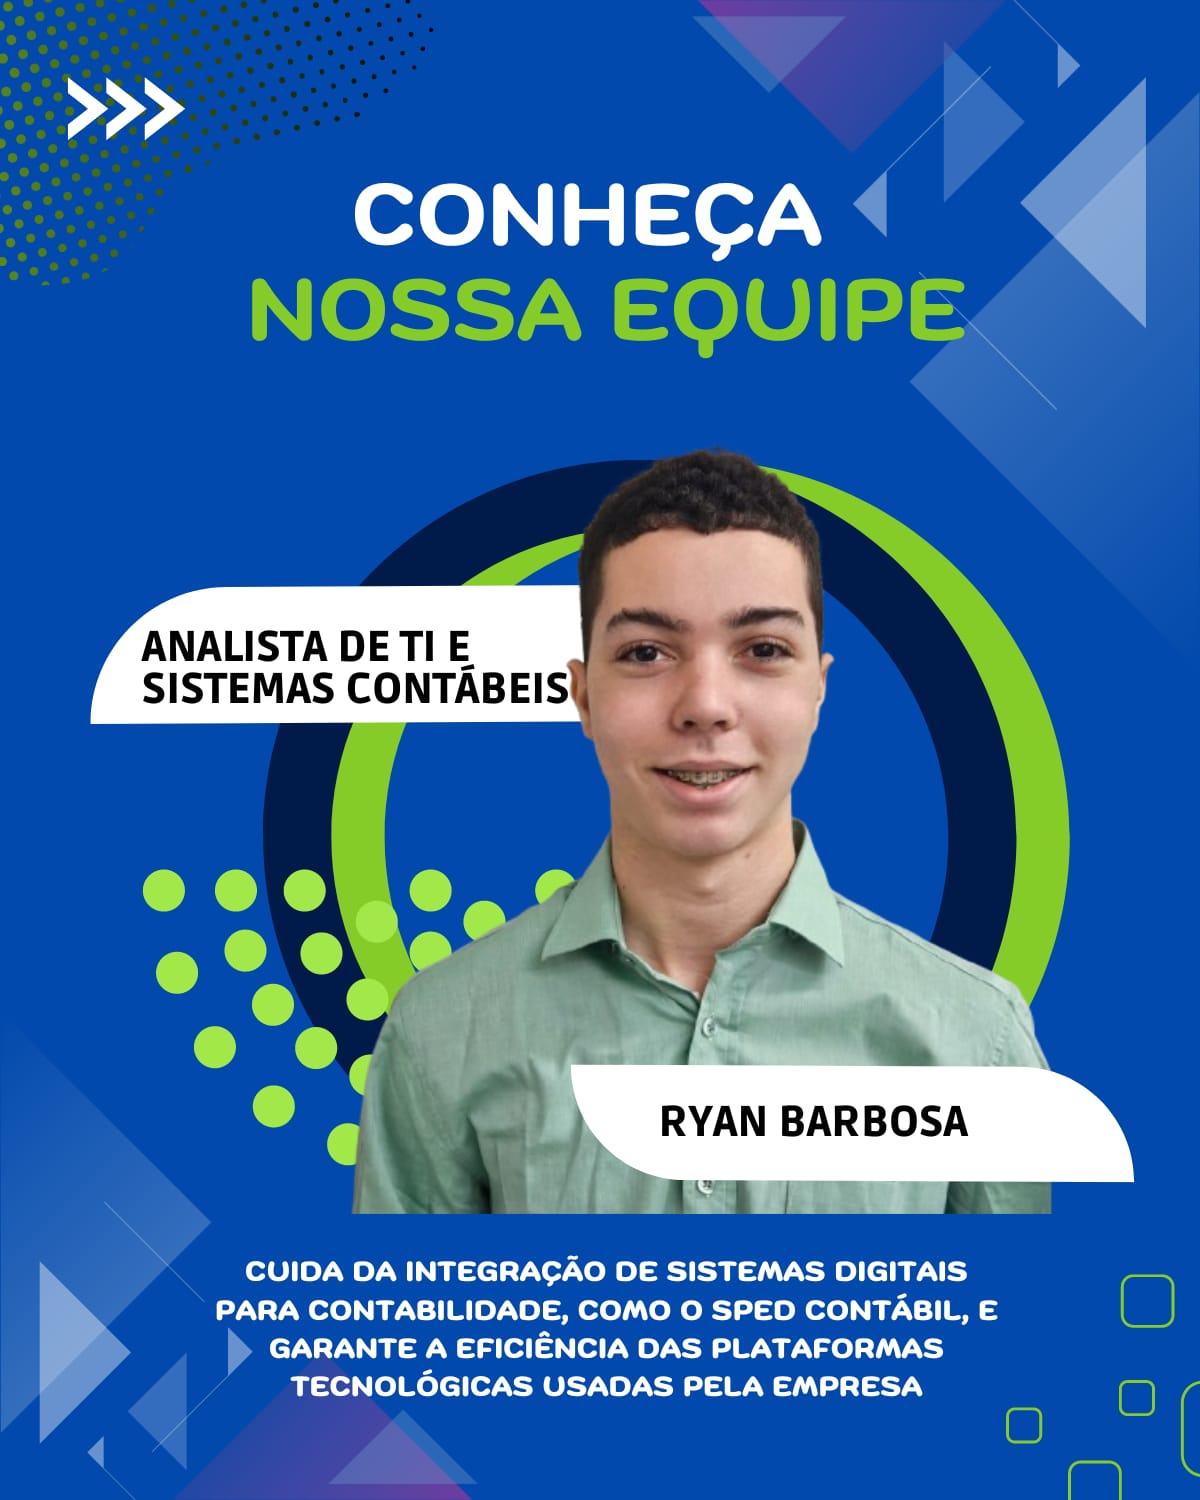 CONHEÇA
NOSSA EQUIPE
ANALISTA DE TI E
SISTEMAS CONTÁBEIS
RYAN BARBOSA
CUIDA DA INTEGRAÇÃO DE SISTEMAS DIGITAIS
PARA CONTABILIDADE, COMO O SPED CONTÁBIL, E
GARANTE A EFICIÊNCIA DAS PLATAFORMAS
TECNOLÓGICAS USADAS PELA EMPRESA